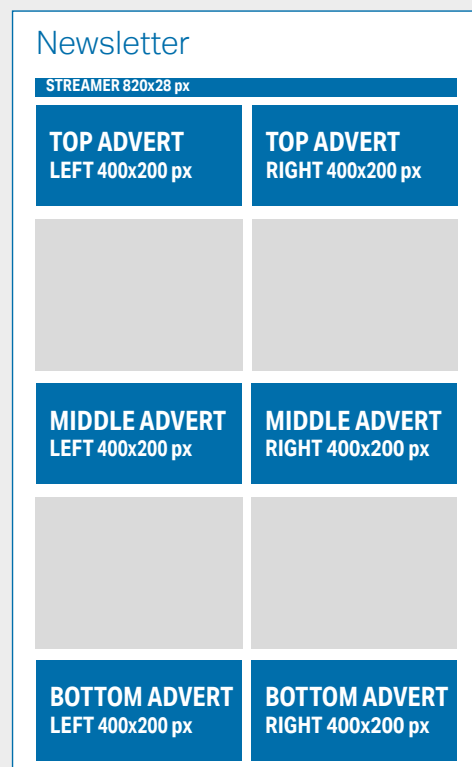 Newsletter
STREAMER 820x28 px
TOP ADVERT
LEFT 400x200 px
TOP ADVERT
RIGHT 400x200 px
MIDDLE ADVERT
LEFT 400x200 px
MIDDLE ADVERT
RIGHT 400x200 px
BOTTOM ADVERT
LEFT 400x200 px
BOTTOM ADVERT
RIGHT 400x200 px